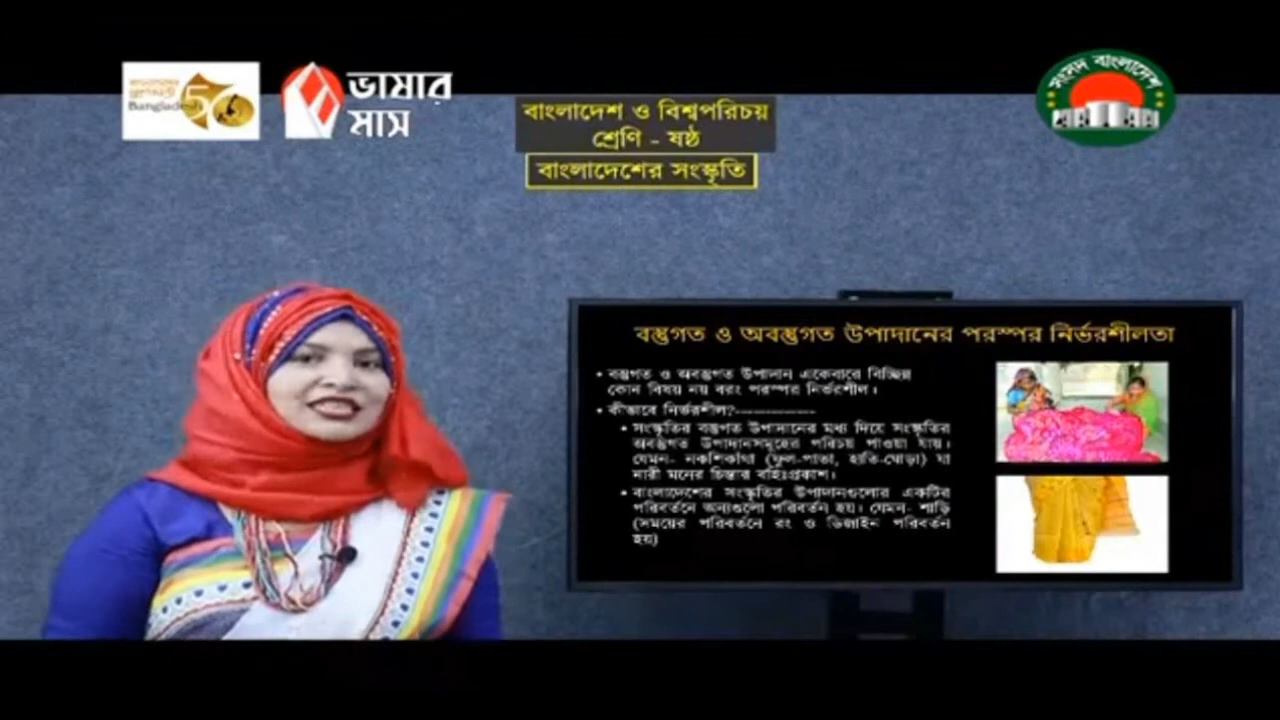 Bangladesh 50
ভাষার
মাস
সংসদ বাংলাদেশ
বাংলাদেশ ও বিশ্বপরিচয়
শ্রেণি - ষষ্ঠ
বাংলাদেশের সংস্কৃতি
বস্তুগত ও অবস্তুগত উপাদানের পরস্পর নির্ভরশীলতা
• বস্তুগত ও অবস্তুগত উপাদান একেবারে বিচ্ছিন্ন
কোন বিষয় নয় বরং পরস্পর নির্ভরশীল।
• কীভাবে নির্ভরশীল?--------------
• সংস্কৃতির বস্তুগত উপাদানের মধ্য দিয়ে সংস্কৃতির
অবস্তুগত উপাদানসমূহের পরিচয় পাওয়া যায়।
যেমন- নকশিকাঁথা (ফুল-পাতা, হাতি-ঘোড়া) যা
নারী মনের চিন্তার বহিঃপ্রকাশ।
• বাংলাদেশের সংস্কৃতির উপাদানগুলোর একটির
পরিবর্তনে অন্যগুলো পরিবর্তন হয়। যেমন- শাড়ি
(সময়ের পরিবর্তনে রং ও ডিজাইন পরিবর্তন
হয়)